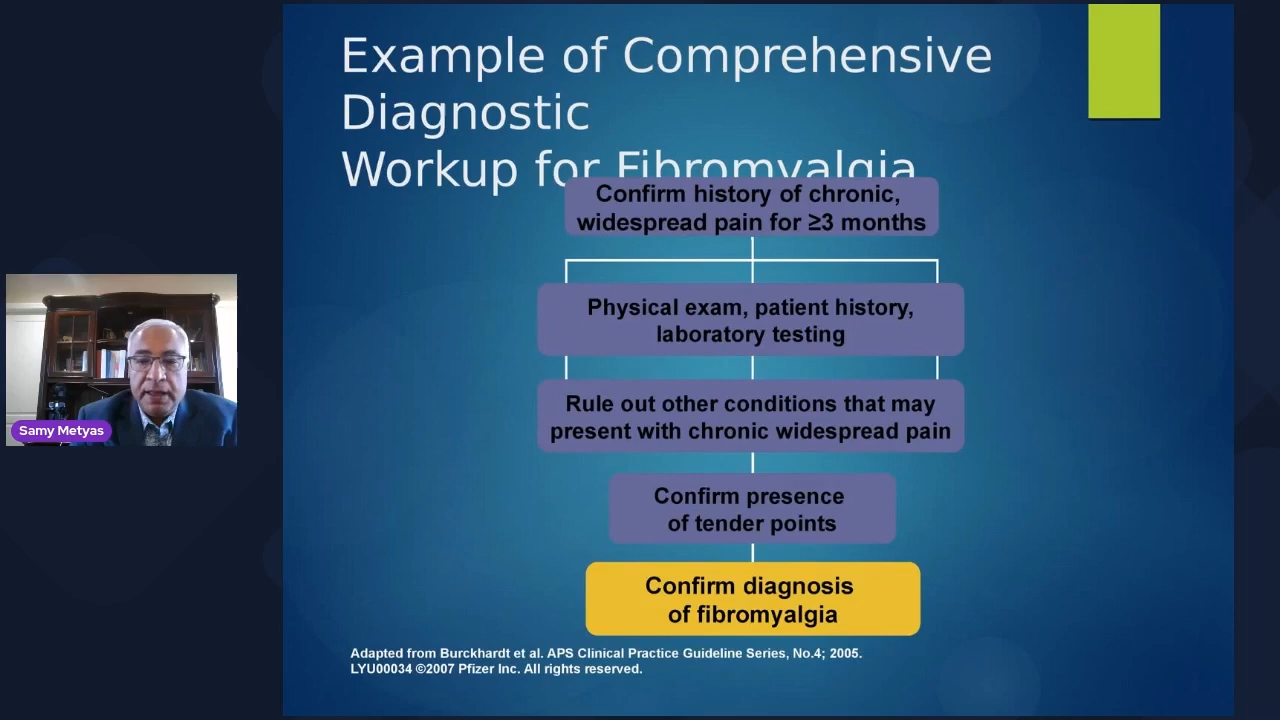 Example of Comprehensive
Diagnostic
Workup for Fibromyalgia
Confirm history of chronic,
widespread pain for ≥3 months
Physical exam, patient history,
laboratory testing
Rule out other conditions that may
present with chronic widespread pain
Confirm presence
of tender points
Confirm diagnosis
of fibromyalgia
Adapted from Burckhardt et al. APS Clinical Practice Guideline Series, No.4; 2005.
LYU00034 ©2007 Pfizer Inc. All rights reserved.
Samy Metyas